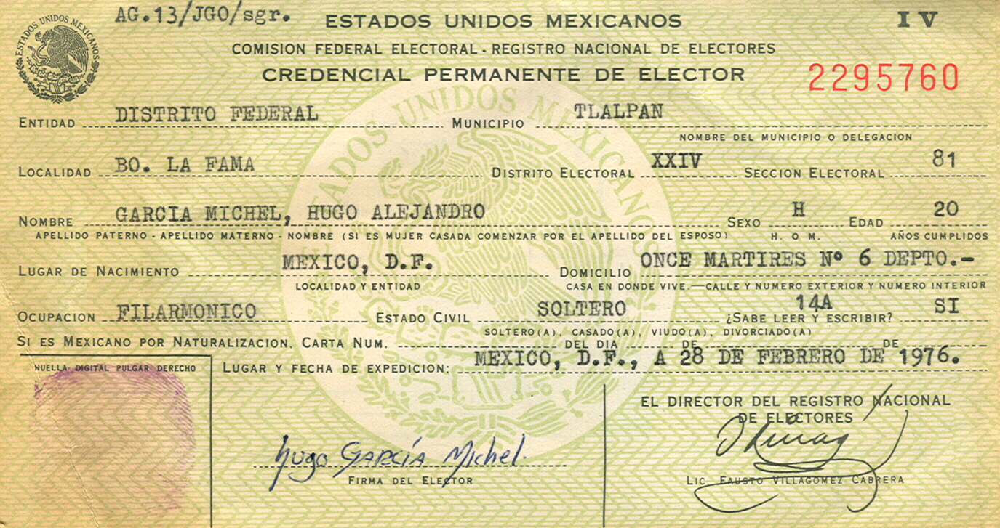 AG.13/JGO/sgr.
ESTADOS UNIDOS MEXICANOS
IV
ESTADOS UNIDOS MEXICANOS
COMISION FEDERAL ELECTORAL - REGISTRO NACIONAL DE ELECTORES
CREDENCIAL PERMANENTE DE ELECTOR
2295760
ESTADOS UNIDOS MEXICANOS
ENTIDAD DISTRITO FEDERAL MUNICIPIO TLALPAN
NOMBRE DEL MUNICIPIO O DELEGACION
LOCALIDAD BO. LA FAMA DISTRITO ELECTORAL XXIV SECCION ELECTORAL 81
NOMBRE GARCIA MICHEL, HUGO ALEJANDRO SEXO H EDAD 20
APELLIDO PATERNO - APELLIDO MATERNO - NOMBRE (SI ES MUJER CASADA COMENZAR POR EL APELLIDO DEL ESPOSO) H. O M. AÑOS CUMPLIDOS
LUGAR DE NACIMIENTO MEXICO, D.F. DOMICILIO ONCE MARTIRES Nº 6 DEPTO.-
LOCALIDAD Y ENTIDAD CASA EN DONDE VIVE.—CALLE Y NUMERO EXTERIOR Y NUMERO INTERIOR
14A
OCUPACION FILARMONICO ESTADO CIVIL SOLTERO ¿SABE LEER Y ESCRIBIR? SI
SOLTERO(A), CASADO(A), VIUDO(A), DIVORCIADO(A)
SI ES MEXICANO POR NATURALIZACION. CARTA NUM. DEL DIA DE DE
HUELLA DIGITAL PULGAR DERECHO LUGAR Y FECHA DE EXPEDICION: MEXICO, D.F., A 28 DE FEBRERO DE 1976.
EL DIRECTOR DEL REGISTRO NACIONAL
DE ELECTORES
Hugo García Michel.
FIRMA DEL ELECTOR
LIC. FAUSTO VILLAGOMEZ CABRERA